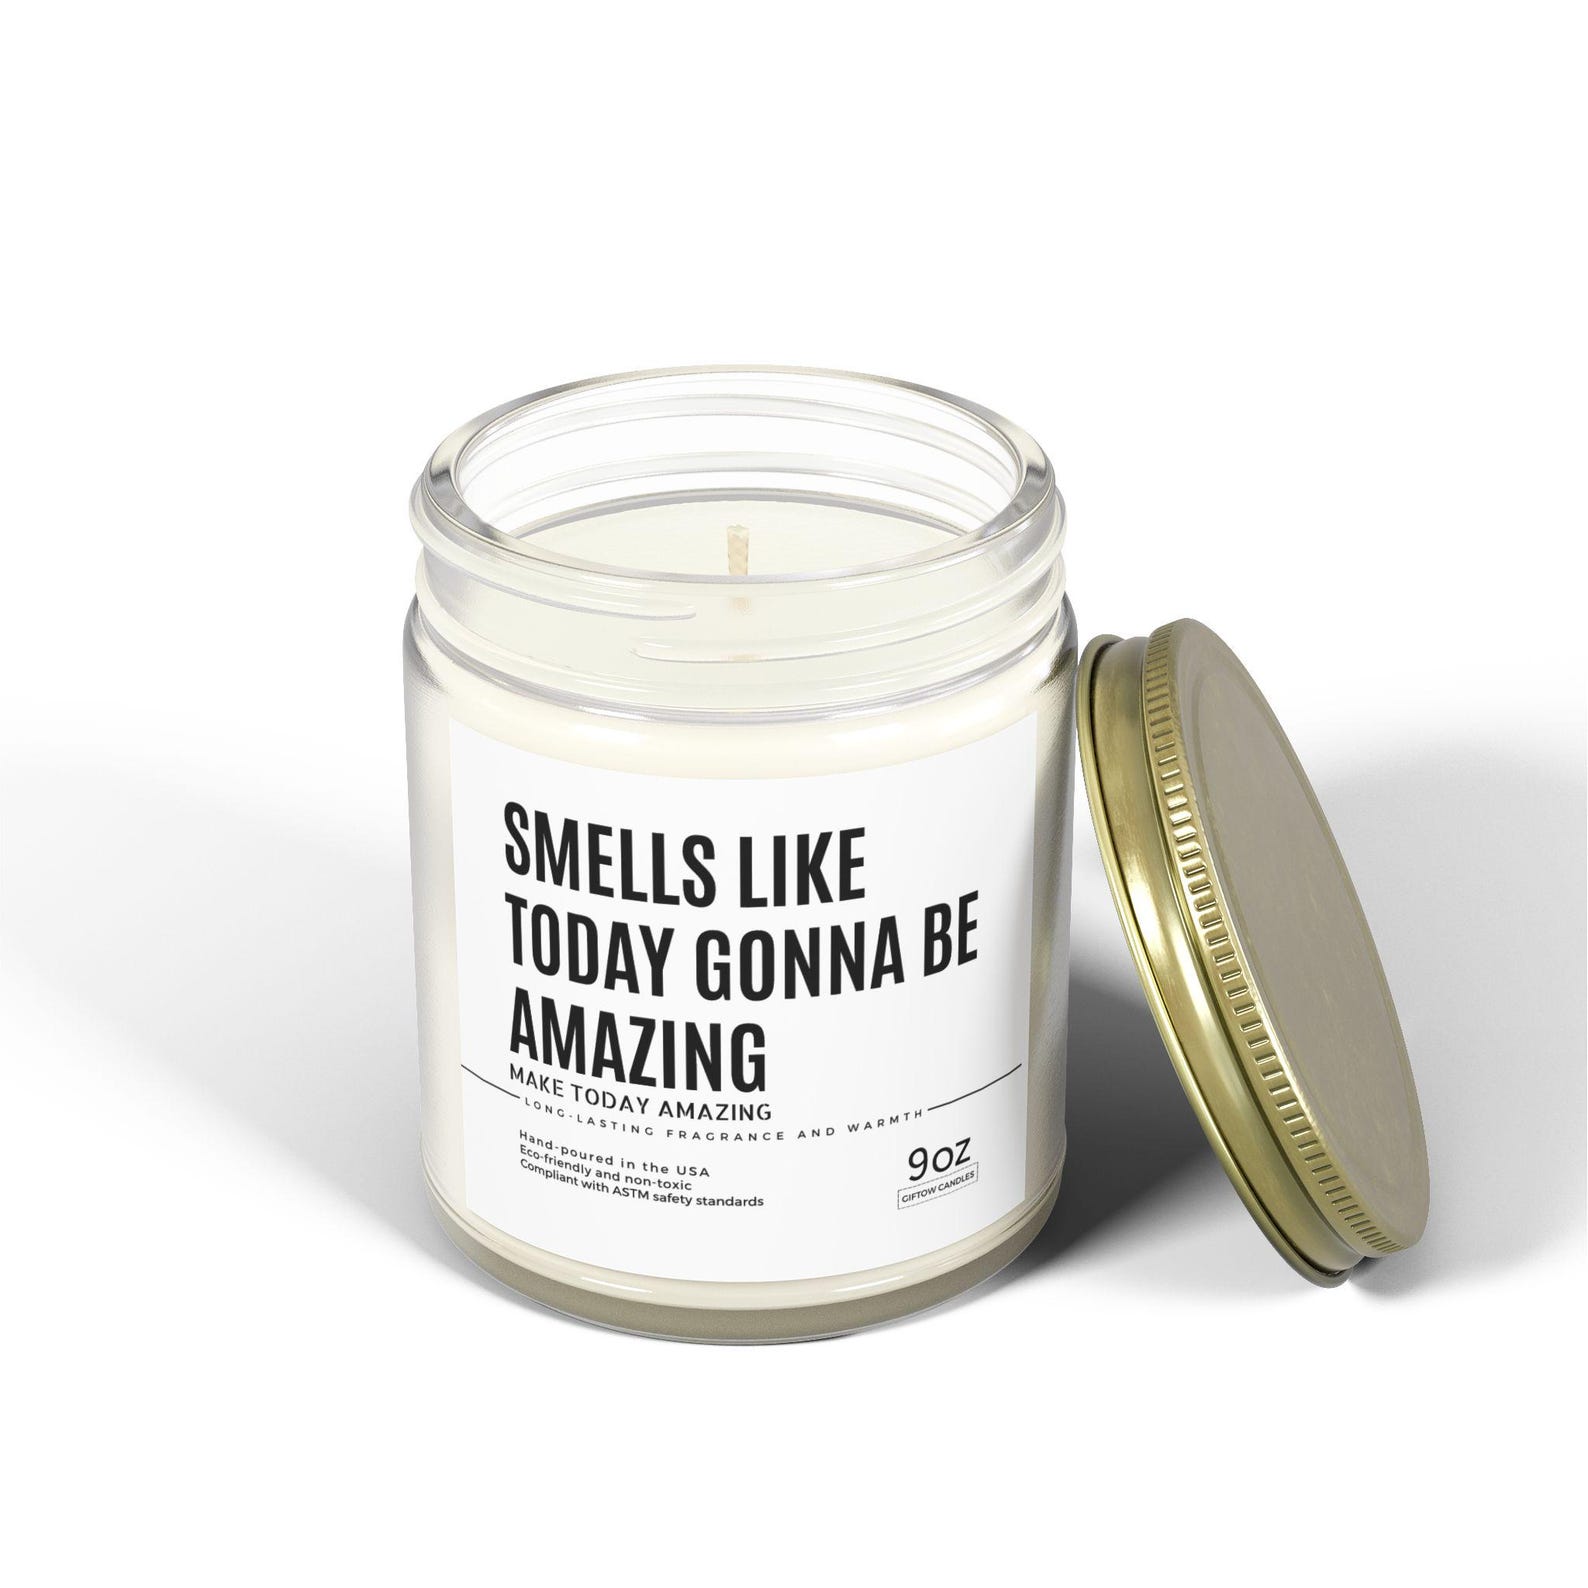 SMELLS LIKE
TODAY GONNA BE
AMAZING
MAKE TODAY AMAZING
LONG-LASTING FRAGRANCE AND WARMTH
Hand-poured in the USA
Eco-friendly and non-toxic
Compliant with ASTM safety standards
9oz
GIFTOW CANDLES